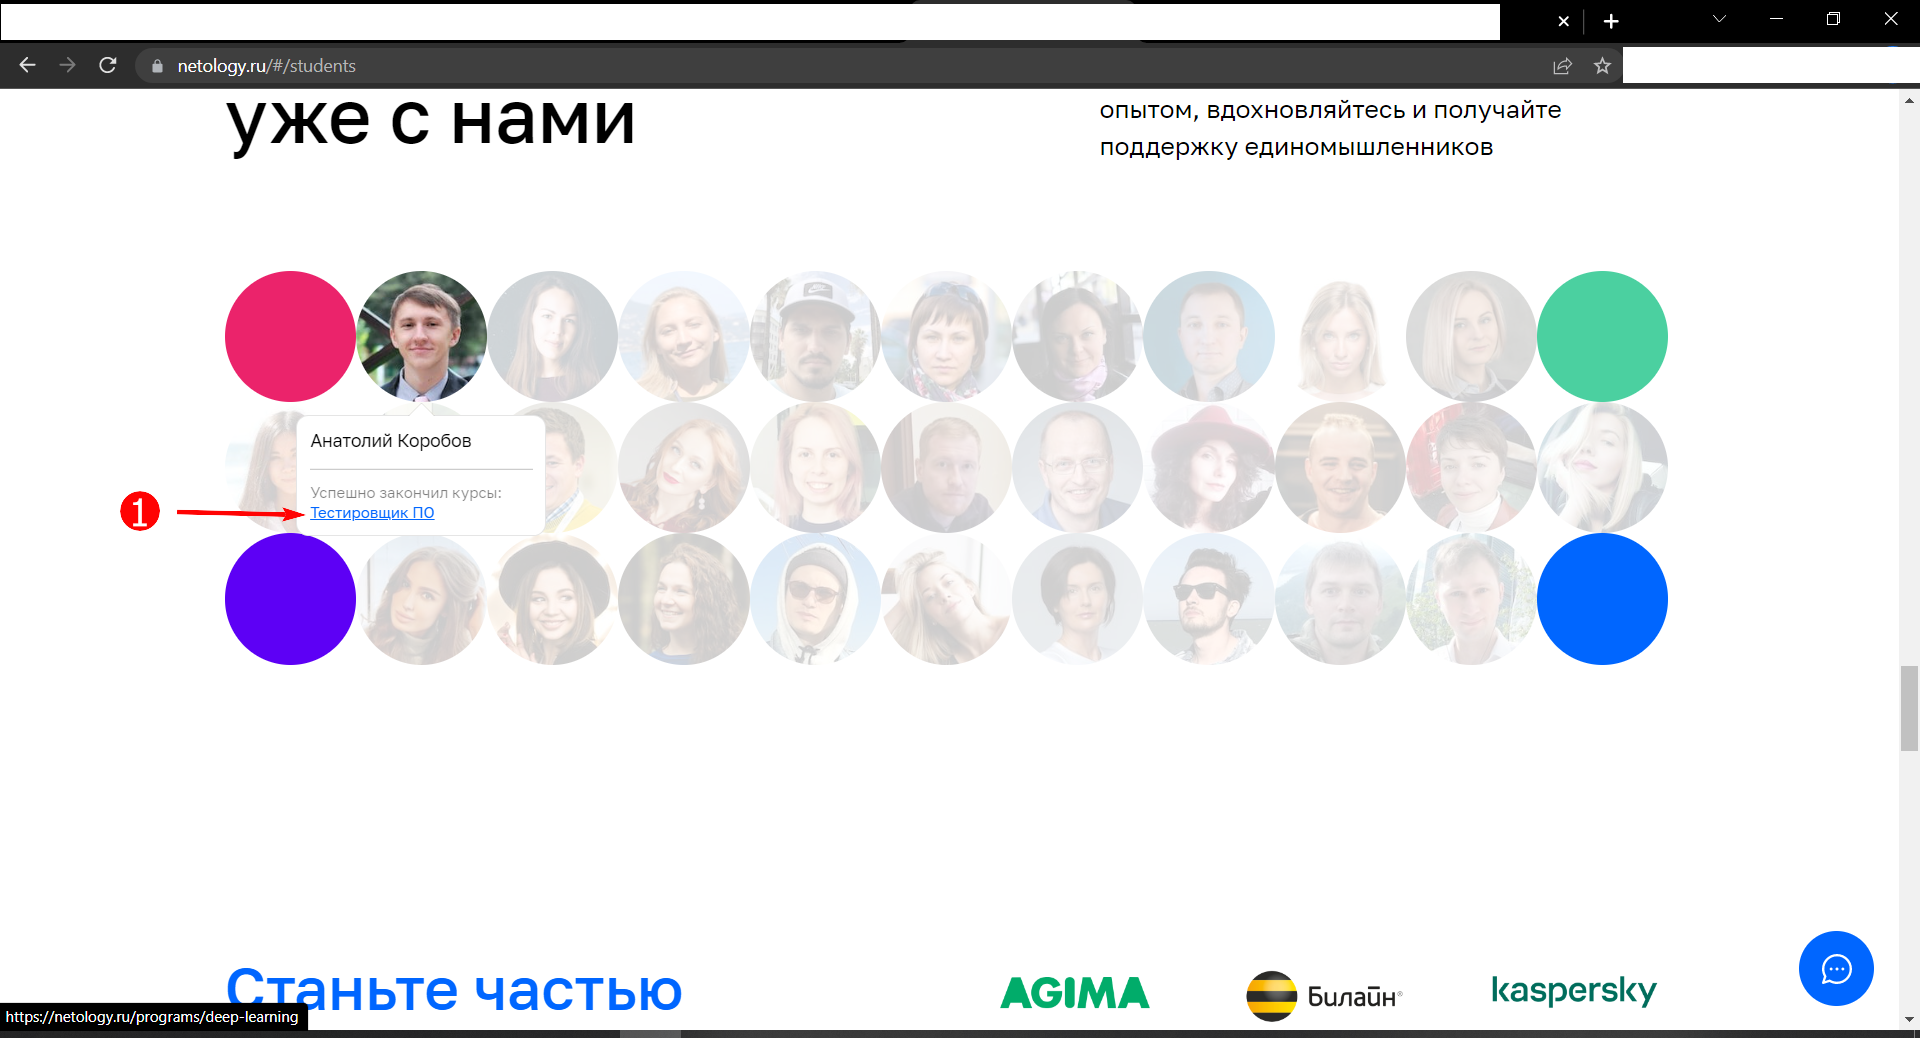 netology.ru/#/students
уже с нами
опытом, вдохновляйтесь и получайте
поддержку единомышленников
Анатолий Коробов
Успешно закончил курсы:
1
Тестировщик ПО
Станьте частью
AGIMA
Билайн®
kaspersky
https://netology.ru/programs/deep-learning